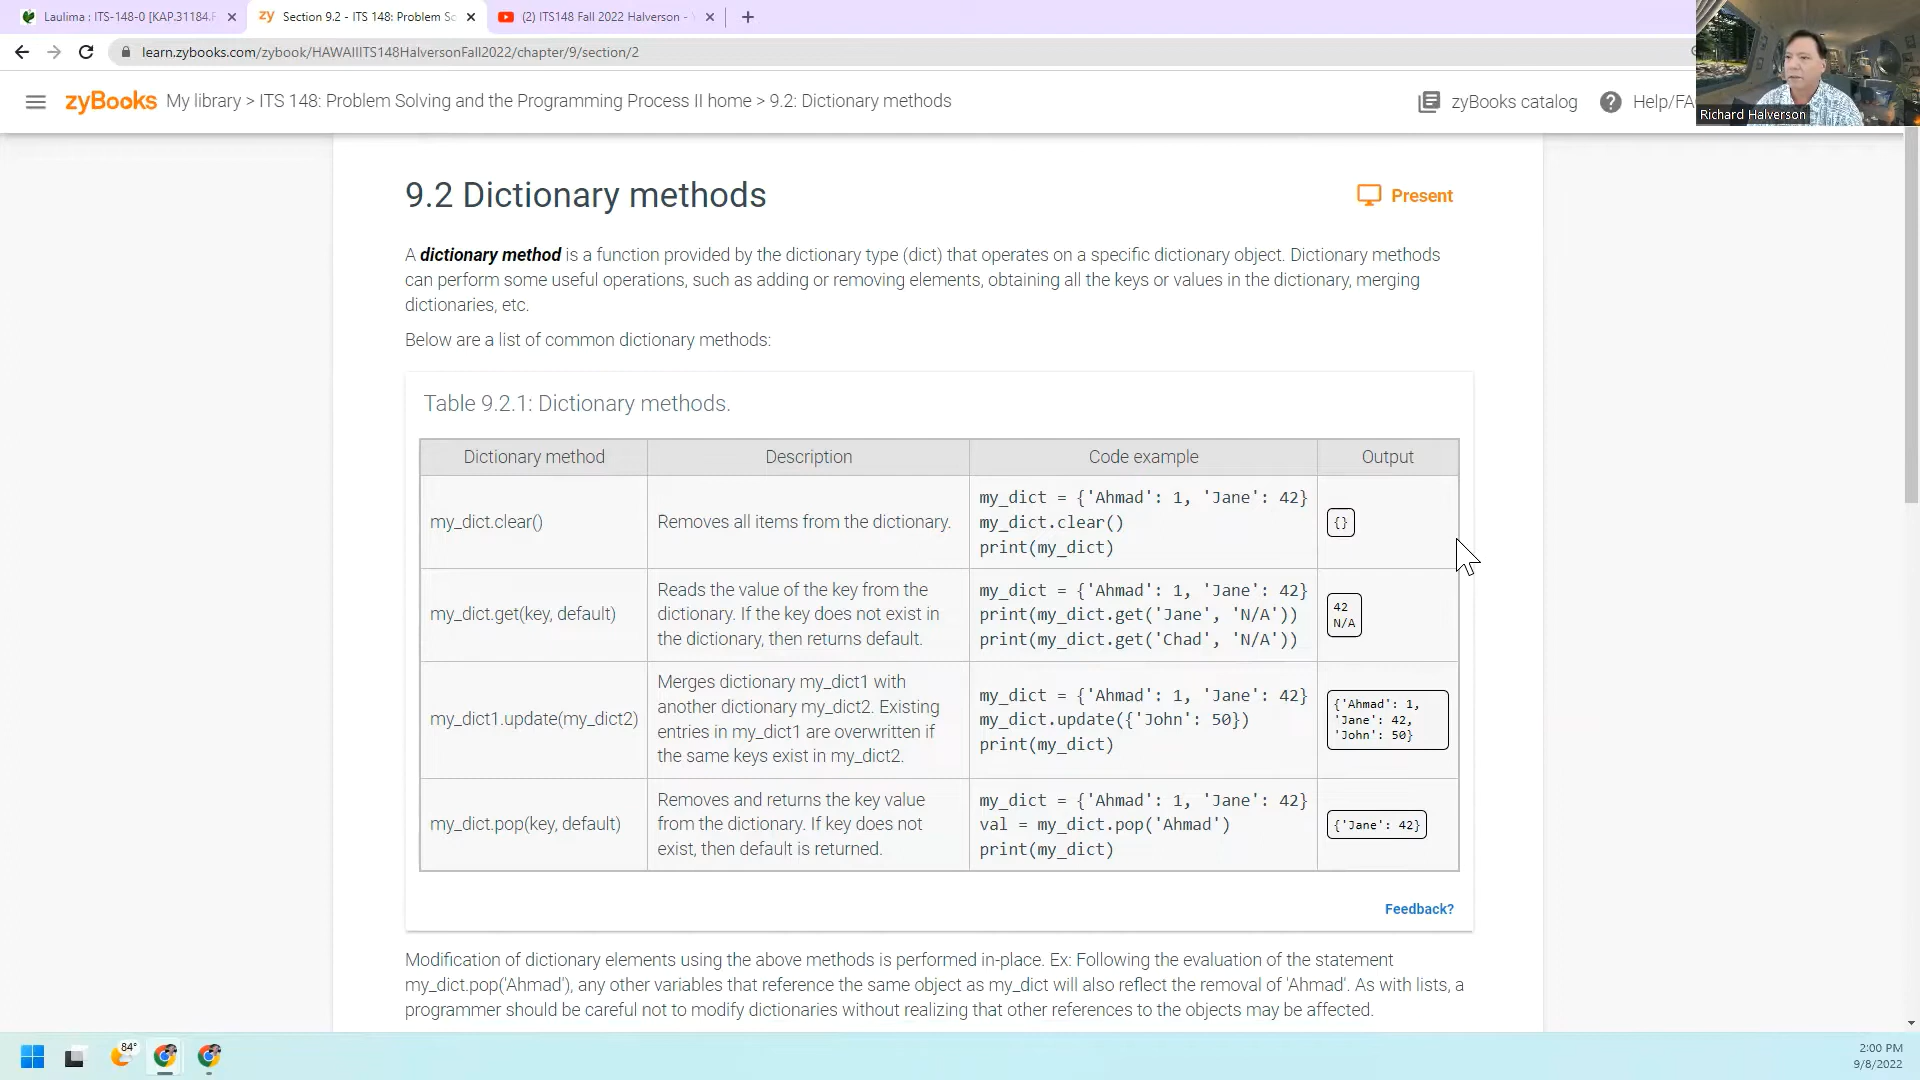 Laulima : ITS-148-0 [KAP.31184.F
Section 9.2 - ITS 148: Problem So
(2) ITS148 Fall 2022 Halverson -
learn.zybooks.com/zybook/HAWAIIITS148HalversonFall2022/chapter/9/section/2
zyBooks My library > ITS 148: Problem Solving and the Programming Process II home > 9.2: Dictionary methods
zyBooks catalog
Help/FA
Richard Halverson
9.2 Dictionary methods
Present
A dictionary method is a function provided by the dictionary type (dict) that operates on a specific dictionary object. Dictionary methods
can perform some useful operations, such as adding or removing elements, obtaining all the keys or values in the dictionary, merging
dictionaries, etc.
Below are a list of common dictionary methods:
Table 9.2.1: Dictionary methods.
Dictionary method
Description
Code example
Output
my_dict.clear()
Removes all items from the dictionary.
my_dict = {'Ahmad': 1, 'Jane': 42}
my_dict.clear()
print(my_dict)
{}
my_dict.get(key, default)
Reads the value of the key from the
dictionary. If the key does not exist in
the dictionary, then returns default.
my_dict = {'Ahmad': 1, 'Jane': 42}
print(my_dict.get('Jane', 'N/A'))
print(my_dict.get('Chad', 'N/A'))
42
N/A
my_dict1.update(my_dict2)
Merges dictionary my_dict1 with
another dictionary my_dict2. Existing
entries in my_dict1 are overwritten if
the same keys exist in my_dict2.
my_dict = {'Ahmad': 1, 'Jane': 42}
my_dict.update({'John': 50})
print(my_dict)
{'Ahmad': 1,
'Jane': 42,
'John': 50}
my_dict.pop(key, default)
Removes and returns the key value
from the dictionary. If key does not
exist, then default is returned.
my_dict = {'Ahmad': 1, 'Jane': 42}
val = my_dict.pop('Ahmad')
print(my_dict)
{'Jane': 42}
Feedback?
Modification of dictionary elements using the above methods is performed in-place. Ex: Following the evaluation of the statement
my_dict.pop('Ahmad'), any other variables that reference the same object as my_dict will also reflect the removal of 'Ahmad'. As with lists, a
programmer should be careful not to modify dictionaries without realizing that other references to the objects may be affected.
84°
2:00 PM
9/8/2022